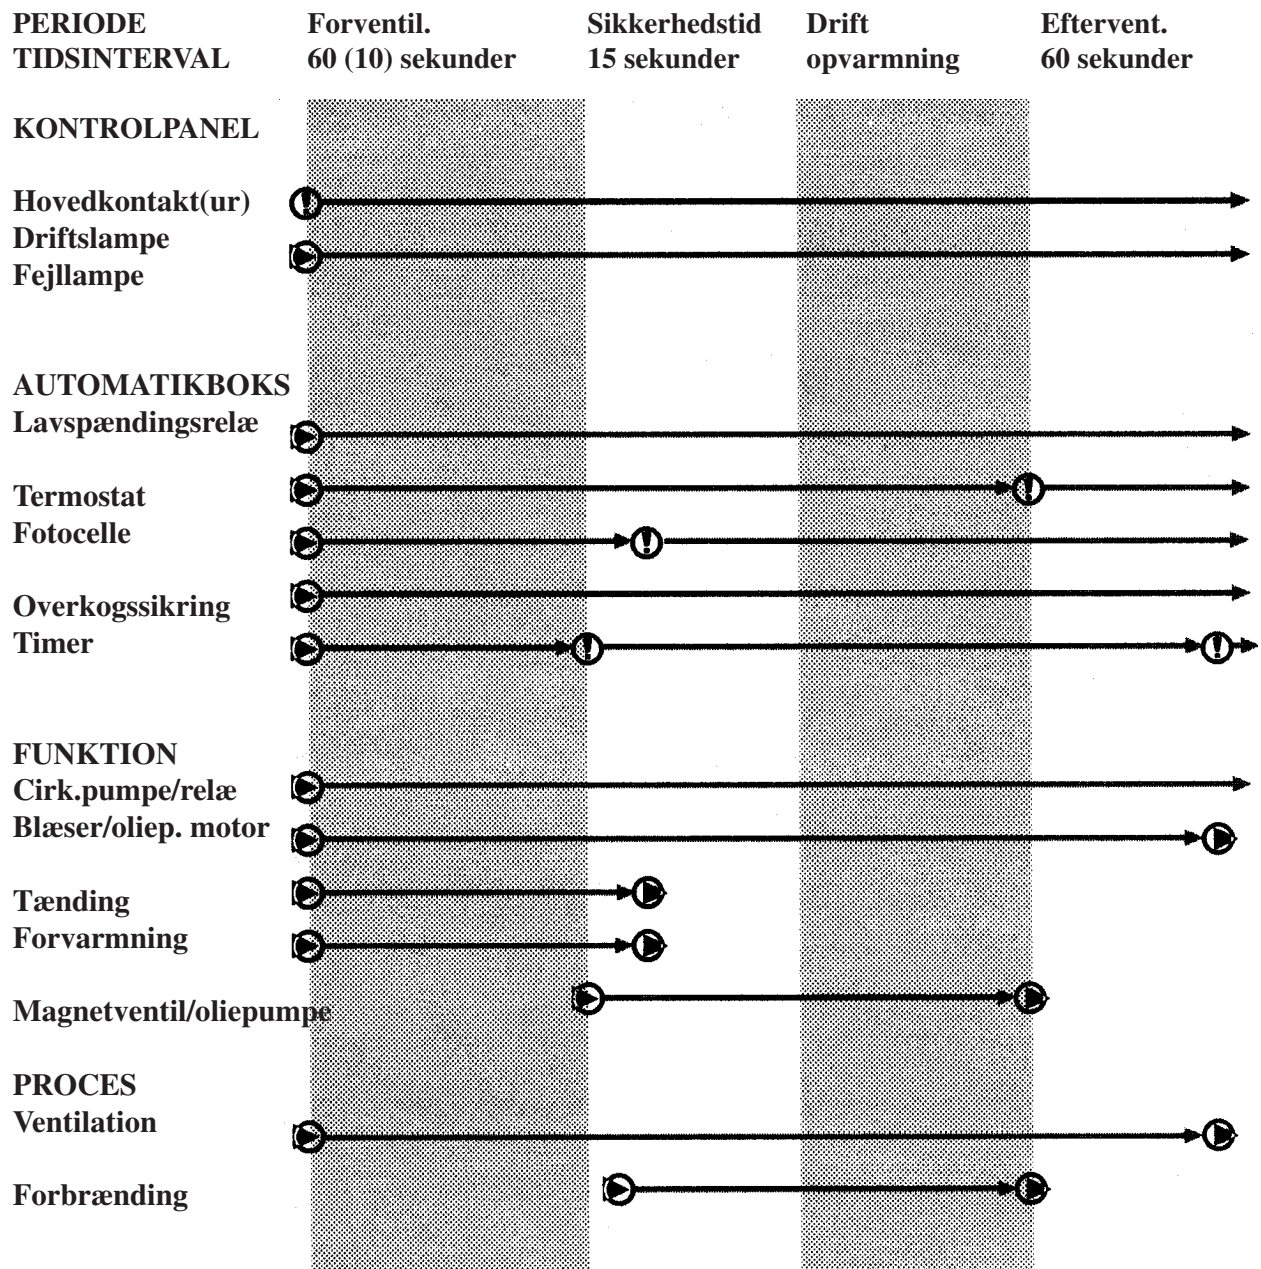 PERIODE Forventil. Sikkerhedstid Drift Eftervent.
TIDSINTERVAL 60 (10) sekunder 15 sekunder opvarmning 60 sekunder
KONTROLPANEL
Hovedkontakt(ur)
Driftslampe
Fejllampe
AUTOMATIKBOKS
Lavspændingsrelæ
Termostat
Fotocelle
Overkogssikring
Timer
FUNKTION
Cirk.pumpe/relæ
Blæser/oliep. motor
Tænding
Forvarmning
Magnetventil/oliepumpe
PROCES
Ventilation
Forbrænding